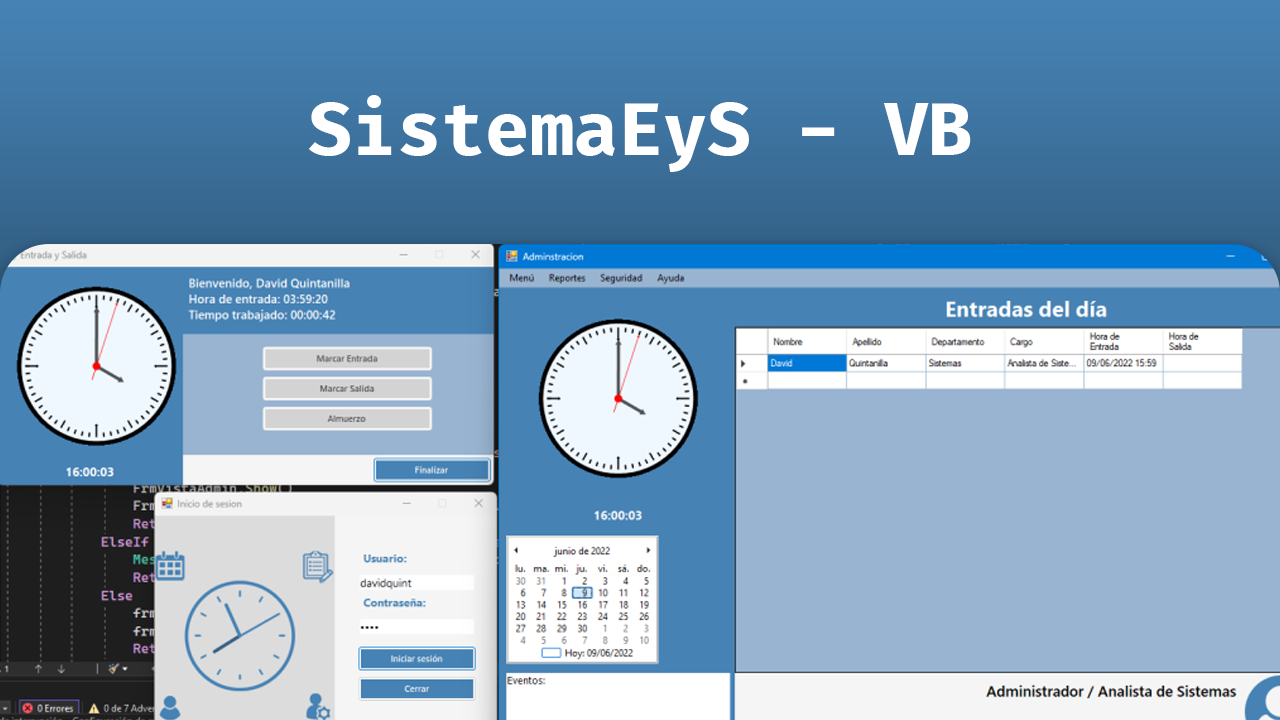 SistemaEyS - VB
Entrada y Salida
Bienvenido, David Quintanilla
Hora de entrada: 03:59:20
Tiempo trabajado: 00:00:42
Marcar Entrada
Marcar Salida
Almuerzo
16:00:03
Finalizar
FrmVistaAdmin.Show()
Frm
Ret
ElseIf
Mes
Ret
Else
frm
frm
Ret
0 Errores
0 de 7 Adver
Inicio de sesion
Usuario:
davidquint
Contraseña:
••••
Iniciar sesión
Cerrar
Adminstracion
Menú Reportes Seguridad Ayuda
Entradas del día
Nombre Apellido Departamento Cargo Hora de Entrada Hora de Salida
David Quintanilla Sistemas Analista de Siste... 09/06/2022 15:59
16:00:03
junio de 2022
lu. ma. mi. ju. vi. sá. do.
30 31 1 2 3 4 5
6 7 8 9 10 11 12
13 14 15 16 17 18 19
20 21 22 23 24 25 26
27 28 29 30 1 2 3
4 5 6 7 8 9 10
Hoy: 09/06/2022
Eventos:
Administrador / Analista de Sistemas